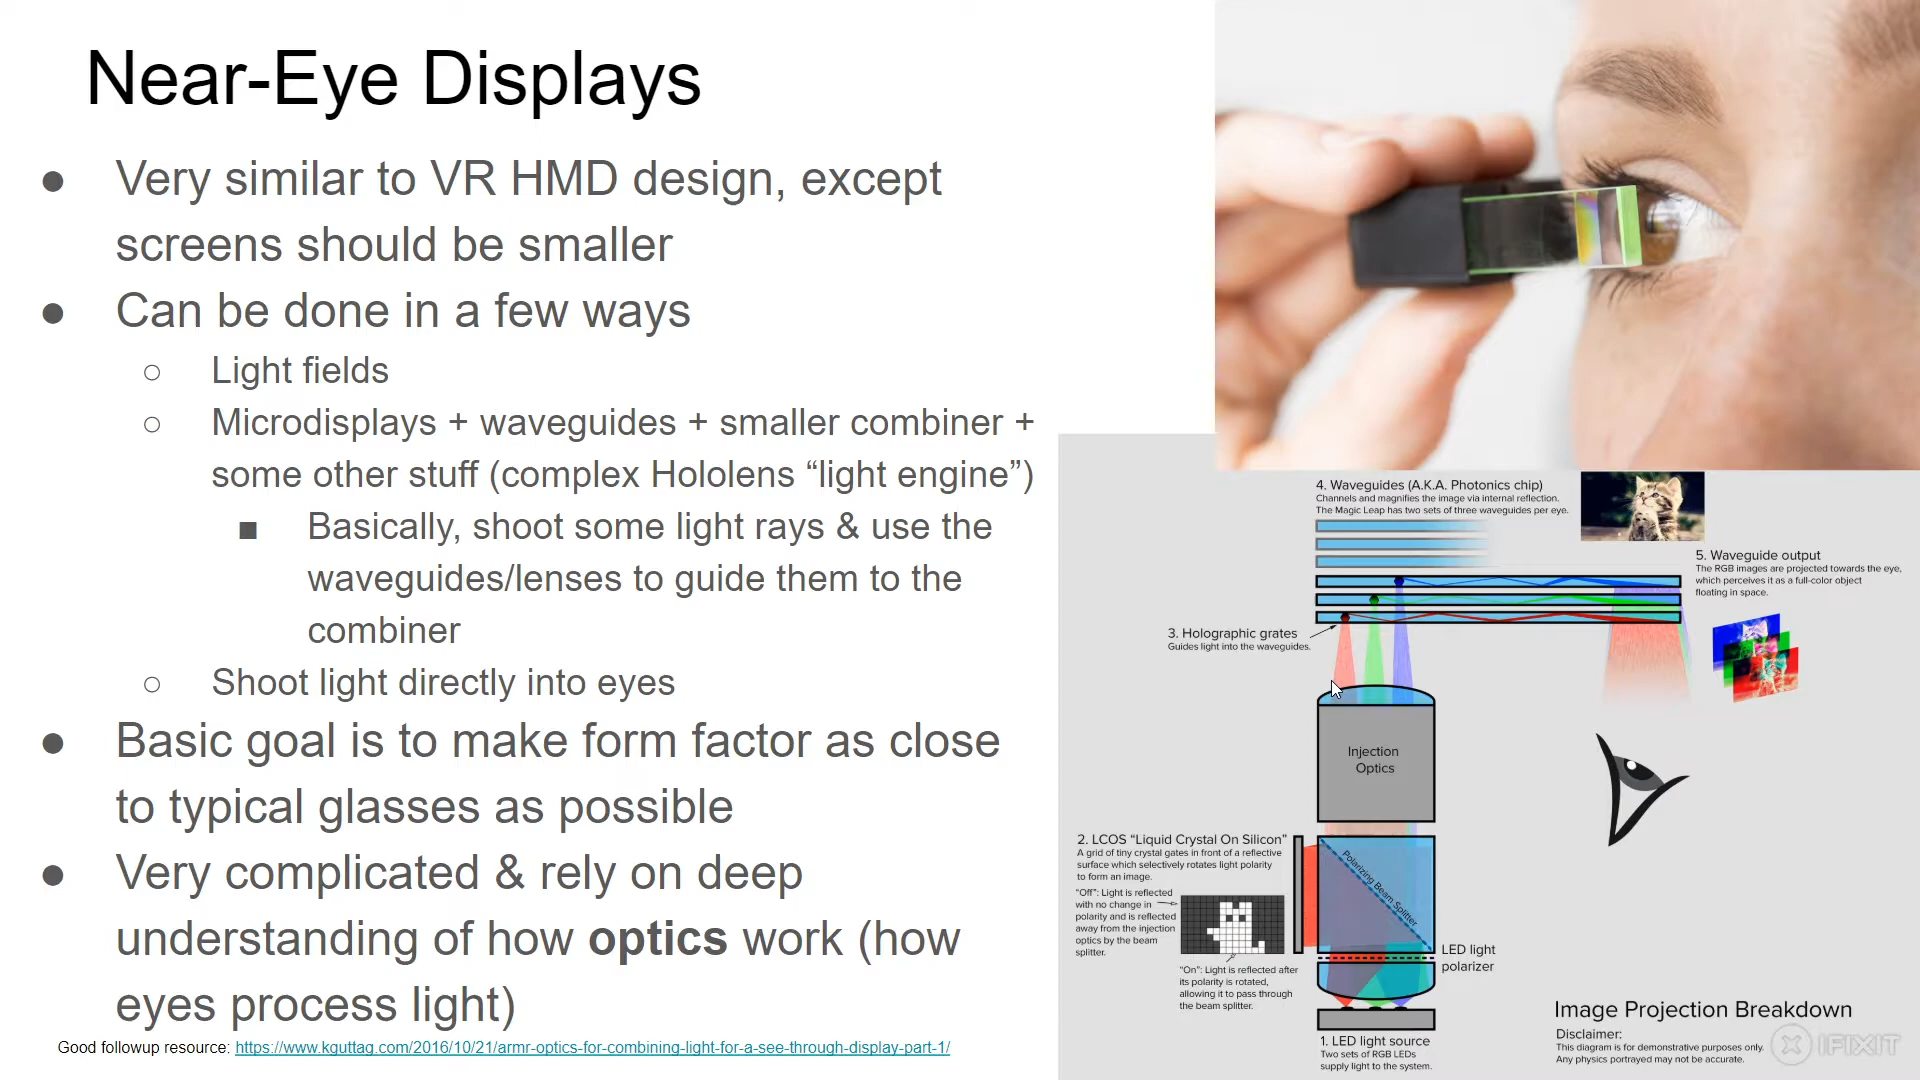 Near-Eye Displays
● Very similar to VR HMD design, except
screens should be smaller
● Can be done in a few ways
○ Light fields
○ Microdisplays + waveguides + smaller combiner +
some other stuff (complex Hololens “light engine”)
■ Basically, shoot some light rays & use the
waveguides/lenses to guide them to the
combiner
○ Shoot light directly into eyes
● Basic goal is to make form factor as close
to typical glasses as possible
● Very complicated & rely on deep
understanding of how optics work (how
eyes process light)
Good followup resource: https://www.kguttag.com/2016/10/21/armr-optics-for-combining-light-for-a-see-through-display-part-1/
4. Waveguides (A.K.A. Photonics chip)
Channels and magnifies the image via internal reflection.
The Magic Leap has two sets of three waveguides per eye.
5. Waveguide output
The RGB images are projected towards the eye,
which perceives it as a full-color object
floating in space.
3. Holographic grates
Guides light into the waveguides.
Injection
Optics
2. LCOS “Liquid Crystal On Silicon”
A grid of tiny crystal gates in front of a reflective
surface which selectively rotates light polarity
to form an image.
“Off”: Light is reflected
with no change in
polarity and is reflected
away from the injection
optics by the beam
splitter.
“On”: Light is reflected after
its polarity is rotated,
allowing it to pass through
the beam splitter.
Polarizing Beam Splitter
LED light
polarizer
1. LED light source
Two sets of RGB LEDs
supply light to the system.
Image Projection Breakdown
Disclaimer:
This diagram is for demonstrative purposes only.
Any physics portrayed may not be accurate.
IFIXIT